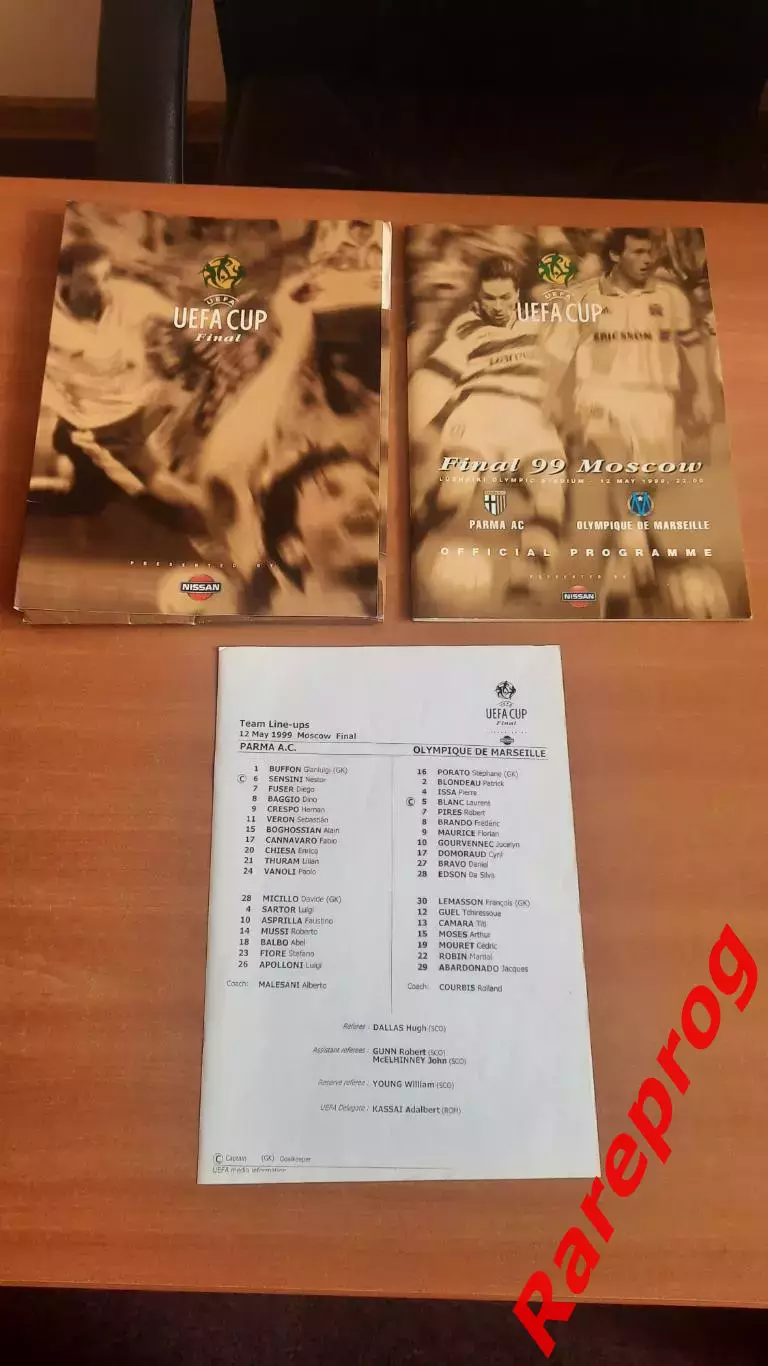 UEFA
UEFA CUP
Final
PRESENTED BY
NISSAN
UEFA
UEFA CUP
ERICSSON
Final 99 Moscow
LUZHNIKI OLYMPIC STADIUM - 12 MAY 1999, 22.00
PARMA AC
OLYMPIQUE DE MARSEILLE
OFFICIAL PROGRAMME
PRESENTED BY
NISSAN
UEFA CUP
Final
Team Line-ups
12 May 1999 Moscow Final
PARMA A.C.
OLYMPIQUE DE MARSEILLE
1 BUFFON Gianluigi (GK)
C 6 SENSINI Nestor
7 FUSER Diego
8 BAGGIO Dino
9 CRESPO Hernan
11 VERON Sebastián
15 BOGHOSSIAN Alain
17 CANNAVARO Fabio
20 CHIESA Enrico
21 THURAM Lilian
24 VANOLI Paolo
28 MICILLO Davide (GK)
4 SARTOR Luigi
10 ASPRILLA Faustino
14 MUSSI Roberto
18 BALBO Abel
23 FIORE Stefano
26 APOLLONI Luigi
Coach: MALESANI Alberto
16 PORATO Stéphane (GK)
2 BLONDEAU Patrick
4 ISSA Pierre
C 5 BLANC Laurent
7 PIRES Robert
8 BRANDO Frédéric
9 MAURICE Florian
10 GOURVENNEC Jocelyn
17 DOMORAUD Cyril
27 BRAVO Daniel
28 EDSON Da Silva
30 LEMASSON François (GK)
12 GUEL Tchiressoue
13 CAMARA Titi
15 MOSES Arthur
19 MOURET Cédric
22 ROBIN Martial
29 ABARDONADO Jacques
Coach: COURBIS Rolland
Referee: DALLAS Hugh (SCO)
Assistant referees: GUNN Robert (SCO)
McELHINNEY John (SCO)
Reserve referee: YOUNG William (SCO)
UEFA Delegate: KASSAI Adalbert (ROM)
C Captain (GK) Goalkeeper
UEFA media information
Rareprog